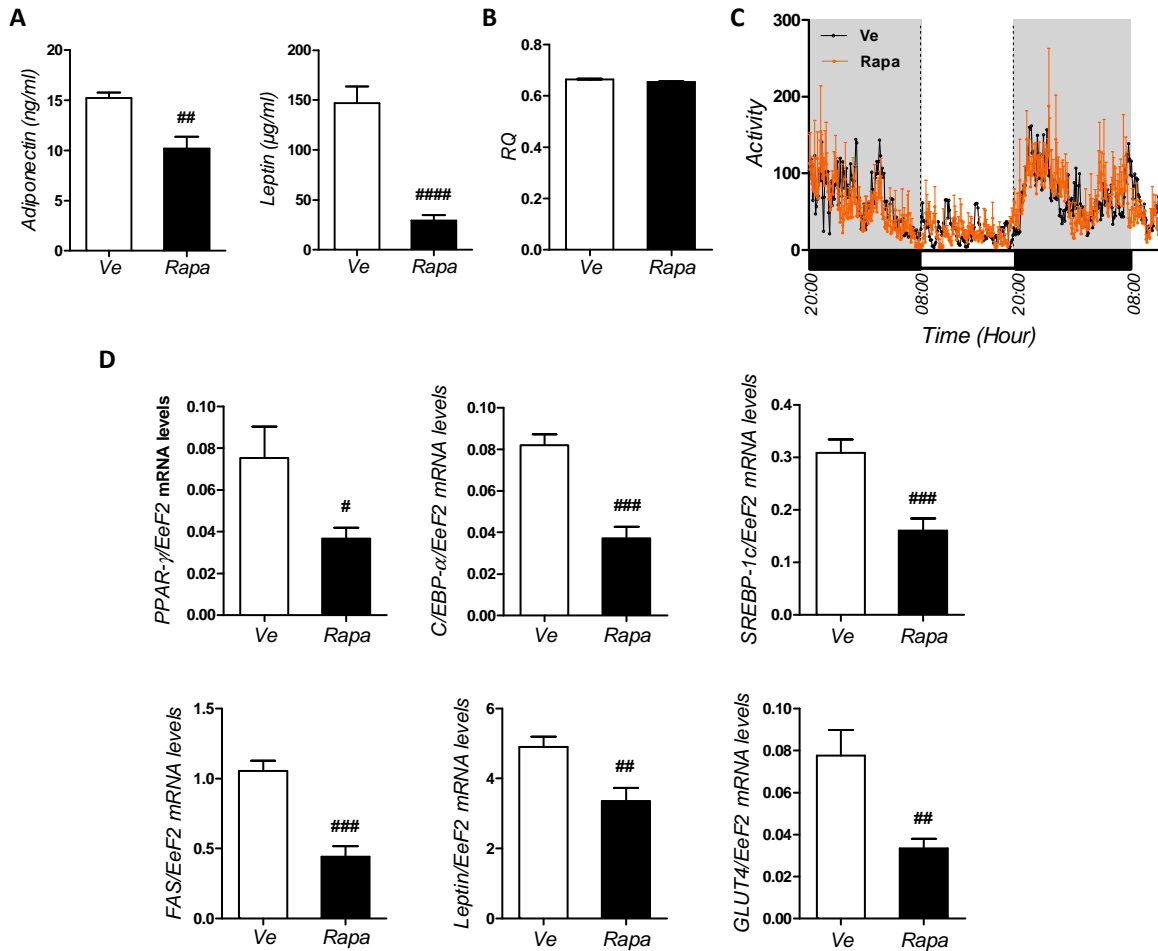 A
Adiponectin (ng/ml)
20
15
10
5
0
##
Ve
Rapa
Leptin (µg/ml)
200
150
100
50
0
####
Ve
Rapa
B
RQ
0.8
0.6
0.4
0.2
0.0
Ve
Rapa
C
Activity
300
200
100
0
Ve
Rapa
20:00
08:00
20:00
08:00
Time (Hour)
D
PPAR-γ/EeF2 mRNA levels
0.10
0.08
0.06
0.04
0.02
0.00
#
Ve
Rapa
C/EBP-α/EeF2 mRNA levels
0.10
0.08
0.06
0.04
0.02
0.00
###
Ve
Rapa
SREBP-1c/EeF2 mRNA levels
0.4
0.3
0.2
0.1
0.0
###
Ve
Rapa
FAS/EeF2 mRNA levels
1.5
1.0
0.5
0.0
###
Ve
Rapa
Leptin/EeF2 mRNA levels
6
4
2
0
##
Ve
Rapa
GLUT4/EeF2 mRNA levels
0.10
0.08
0.06
0.04
0.02
0.00
##
Ve
Rapa